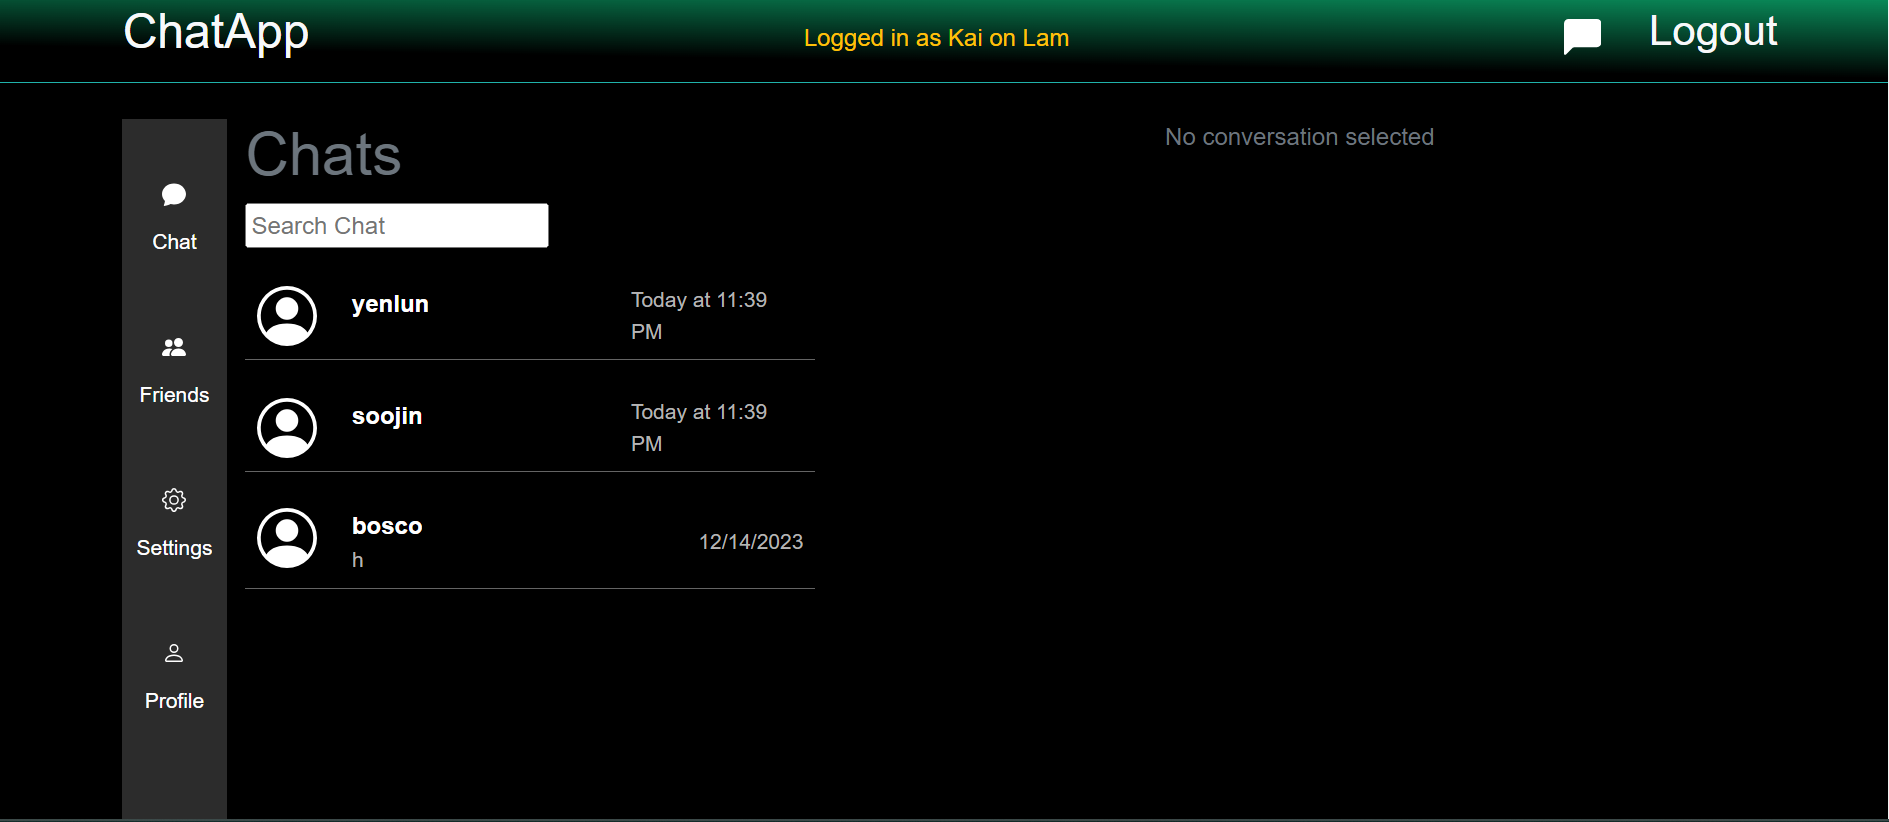 ChatApp
Logged in as Kai on Lam
Logout
Chat
Friends
Settings
Profile
Chats
Search Chat
yenlun
Today at 11:39
PM
soojin
Today at 11:39
PM
bosco
h
12/14/2023
No conversation selected